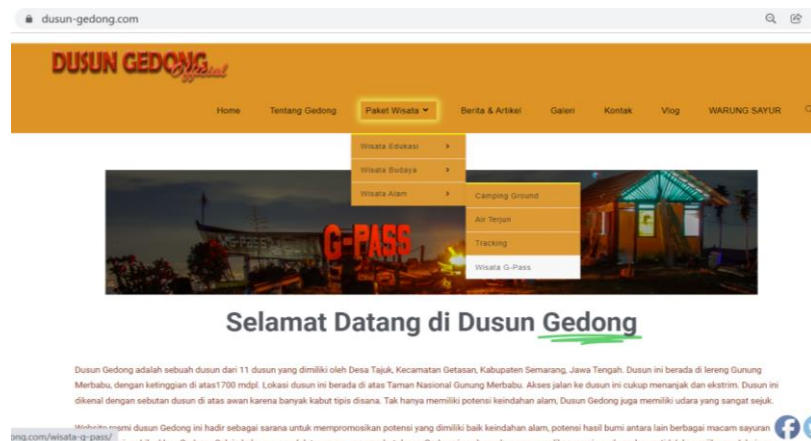 dusun-gedong.com
DUSUN GEDONG
Official
Home Tentang Gedong Paket Wisata Berita & Artikel Galeri Kontak Vlog WARUNG SAYUR
Wisata Edukasi
Wisata Budaya
Wisata Alam
Camping Ground
Air Terjun
Tracking
Wisata G-Pass
G-PASS
Selamat Datang di Dusun Gedong
Dusun Gedong adalah sebuah dusun dari 11 dusun yang dimiliki oleh Desa Tajuk, Kecamatan Getasan, Kabupaten Semarang, Jawa Tengah. Dusun ini berada di lereng Gunung
Merbabu, dengan ketinggian di atas1700 mdpl. Lokasi dusun ini berada di atas Taman Nasional Gunung Merbabu. Akses jalan ke dusun ini cukup menanjak dan ekstrim. Dusun ini
dikenal dengan sebutan dusun di atas awan karena banyak kabut tipis disana. Tak hanya memiliki potensi keindahan alam, Dusun Gedong juga memiliki udara yang sangat sejuk.
Website resmi dusun Gedong ini hadir sebagai sarana untuk mempromosikan potensi yang dimiliki baik keindahan alam, potensi hasil bumi antara lain berbagai macam sayuran
ong.com/wisata-g-pass/